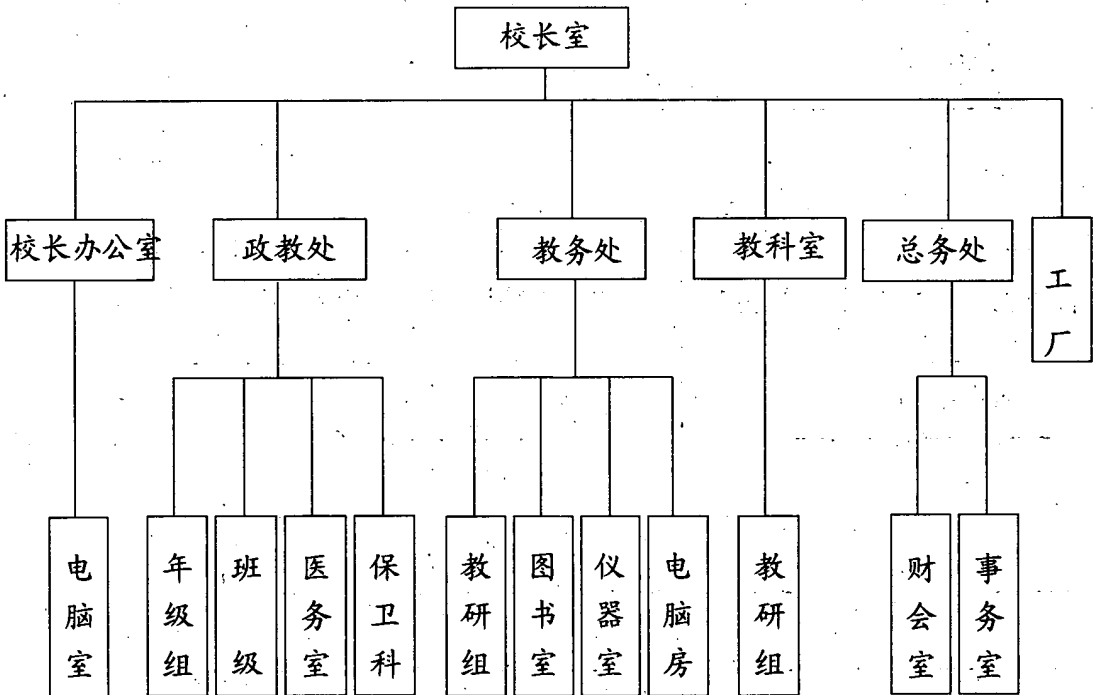 校长室
校长办公室
政教处
教务处
教科室
总务处
工厂
电脑室
年级组
班级
医务室
保卫科
教研组
图书室
仪器室
电脑房
教研组
财会室
事务室